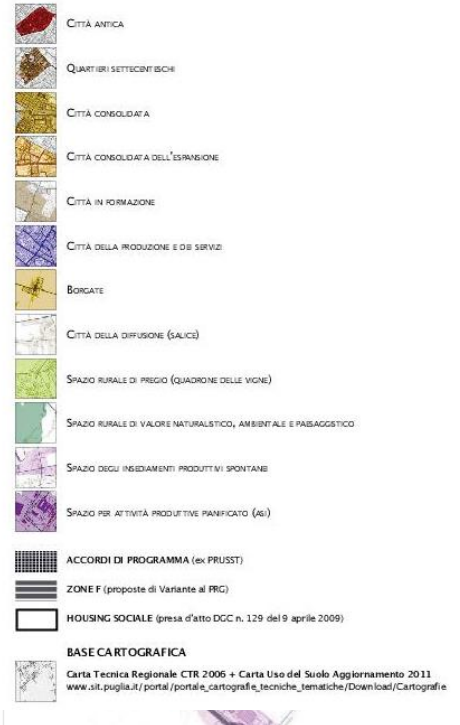 CITTÀ ANTICA
QUARTIERI SETTECENTESCHI
CITTÀ CONSOLIDATA
CITTÀ CONSOLIDATA DELL'ESPANSIONE
CITTÀ IN FORMAZIONE
CITTÀ DELLA PRODUZIONE E DEI SERVIZI
BORGATE
CITTÀ DELLA DIFFUSIONE (SALICE)
SPAZIO RURALE DI PREGIO (QUADRONE DELLE VIGNE)
SPAZIO RURALE DI VALORE NATURALISTICO, AMBIENTALE E PAESAGGISTICO
SPAZIO DEGLI INSEDIAMENTI PRODUTTIVI SPONTANEI
SPAZIO PER ATTIVITÀ PRODUTTIVE PIANIFICATO (ASI)
ACCORDI DI PROGRAMMA (ex PRUSST)
ZONE F (proposte di Variante al PRG)
HOUSING SOCIALE (presa d'atto DGC n. 129 del 9 aprile 2009)
BASE CARTOGRAFICA
Carta Tecnica Regionale CTR 2006 + Carta Uso del Suolo Aggiornamento 2011
www.sit.puglia.it/portal/portale_cartografie_tecniche_tematiche/Download/Cartografie